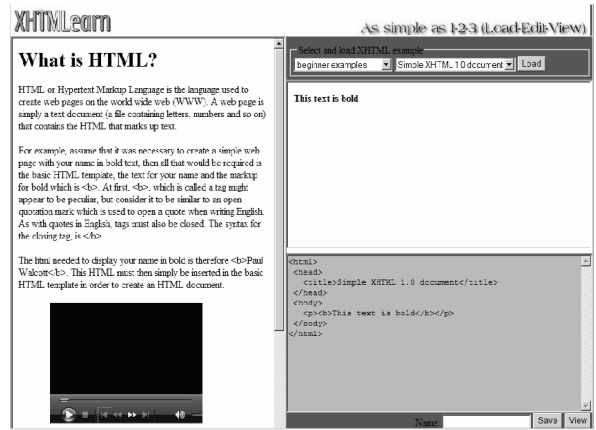 XHTMLearn
As simple as 1-2-3 (Load-Edit-View)
What is HTML?
HTML or Hypertext Markup Language is the language used to
create web pages on the world wide web (WWW). A web page is
simply a text document (a file containing letters, numbers and so on)
that contains the HTML that marks up text.
For example, assume that it was necessary to create a simple web
page with your name in bold text, then all that would be required is
the basic HTML template, the text for your name and the markup
for bold which is <b>. At first, <b>, which is called a tag might
appear to be peculiar, but consider it to be similar to an open
quotation mark which is used to open a quote when writing English.
As with quotes in English, tags must also be closed. The syntax for
the closing tag, is </b>
The html needed to display your name in bold is therefore <b>Paul
Walcott</b>. This HTML must then simply be inserted in the basic
HTML template in order to create an HTML document.
Select and load XHTML example
beginner examples Simple XHTML 1.0 document Load
This text is bold
<html>
<head>
<title>Simple XHTML 1.0 document</title>
</head>
<body>
<p><b>This text is bold</b></p>
</body>
</html>
Name: Save View